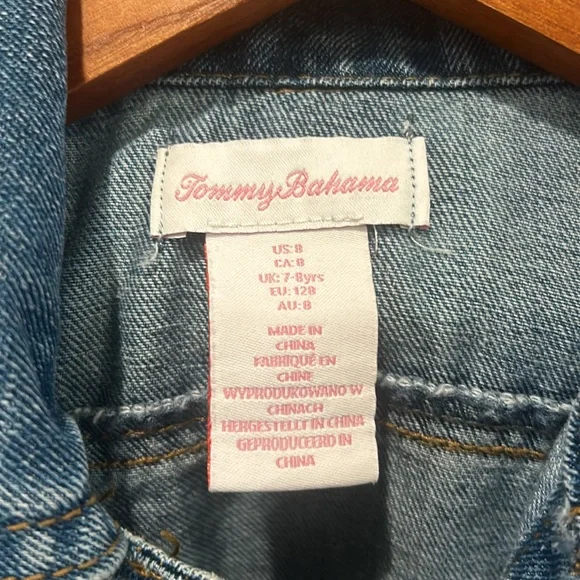 Tommy Bahama
US: 8
CA: 8
UK: 7-8yrs
EU: 128
AU: 8
MADE IN
CHINA
FABRIQUÉ EN
CHINE
WYPRODUKOWANO W
CHINACH
HERGESTELLT IN CHINA
GEPRODUCEERD IN
CHINA